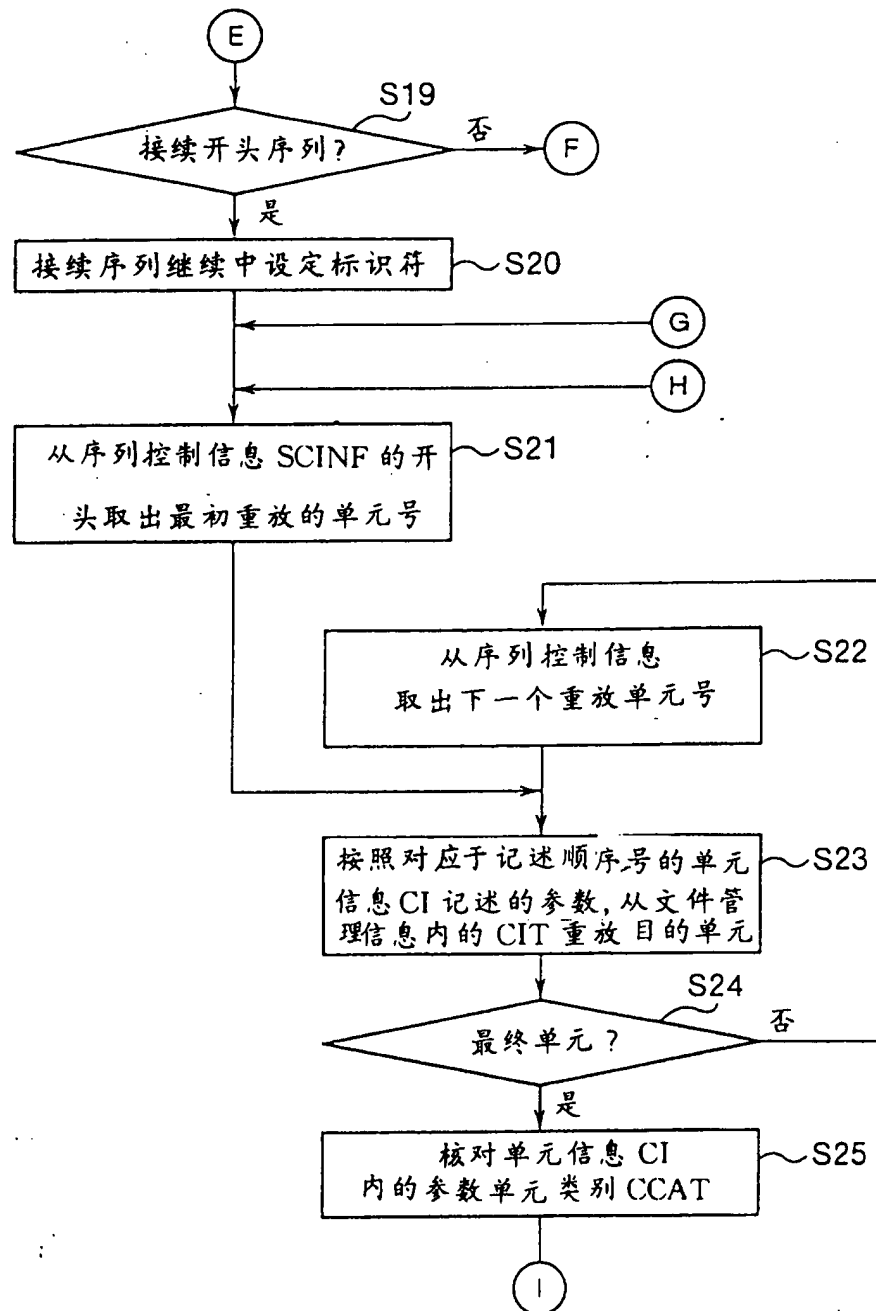 E
S19
接续开头序列?
否
F
是
接续序列继续中设定标识符
S20
G
H
从序列控制信息 SCINF 的开
头取出最初重放的单元号
S21
从序列控制信息
取出下一个重放单元号
S22
按照对应于记述顺序号的单元
信息 CI 记述的参数,从文件管
理信息内的 CIT 重放目的单元
S23
S24
最终单元?
否
是
核对单元信息 CI
内的参数单元类别 CCAT
S25
I